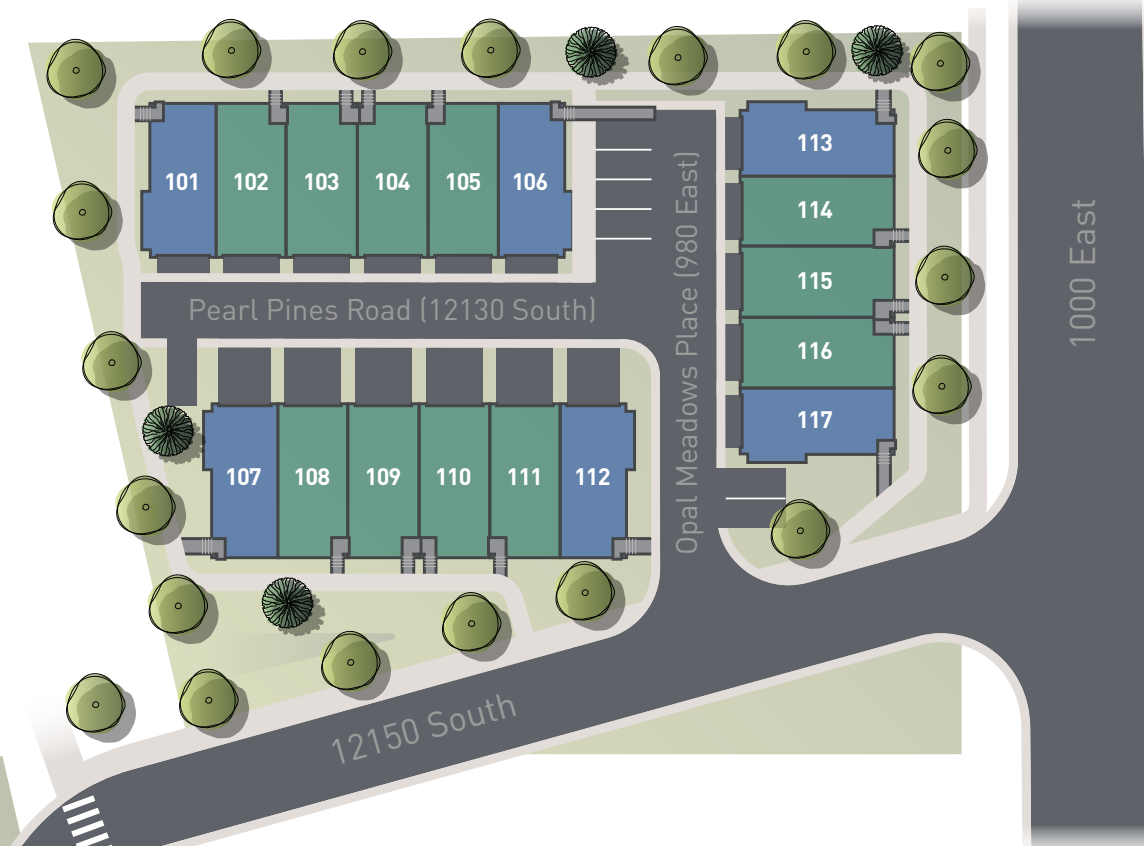 101 102 103 104 105 106
113
114
115
116
117
Pearl Pines Road (12130 South)
Opal Meadows Place (980 East)
1000 East
107 108 109 110 111 112
12150 South